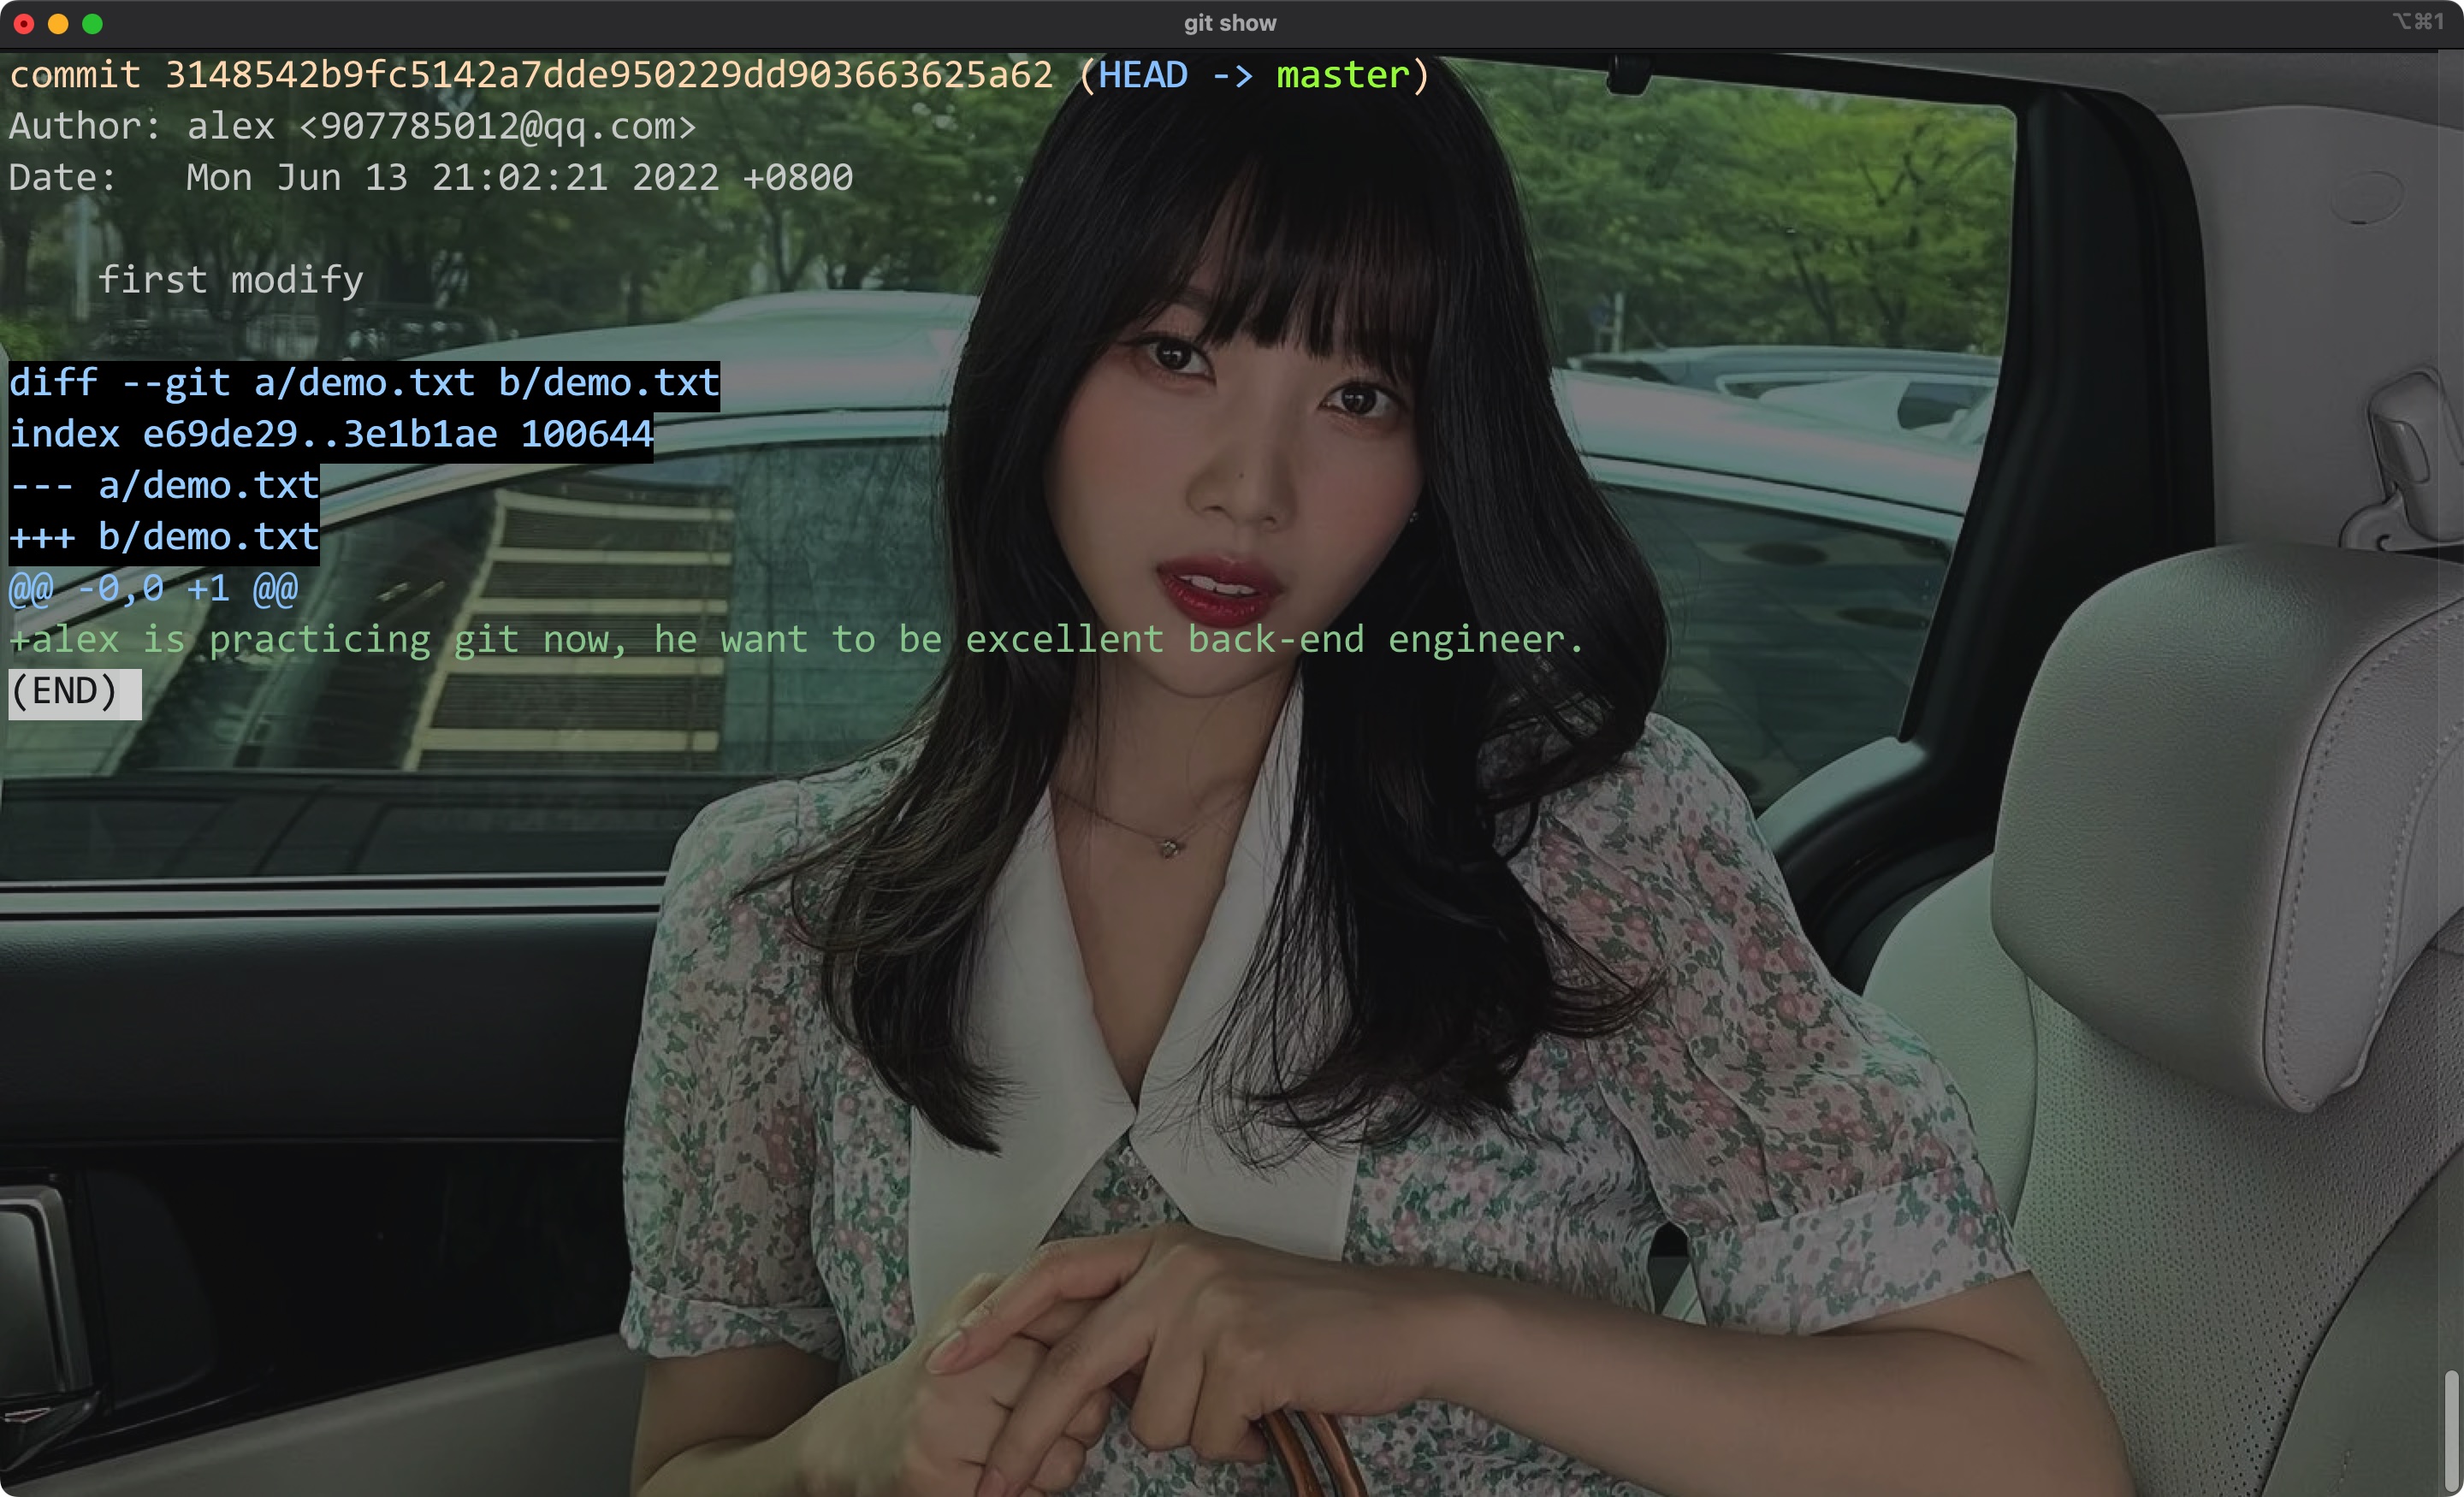 git show
⌥⌘1
commit 3148542b9fc5142a7dde950229dd903663625a62 (HEAD -> master)
Author: alex <907785012@qq.com>
Date:   Mon Jun 13 21:02:21 2022 +0800
first modify
diff --git a/demo.txt b/demo.txt
index e69de29..3e1b1ae 100644
--- a/demo.txt
+++ b/demo.txt
@@ -0,0 +1 @@
+alex is practicing git now, he want to be excellent back-end engineer.
(END)